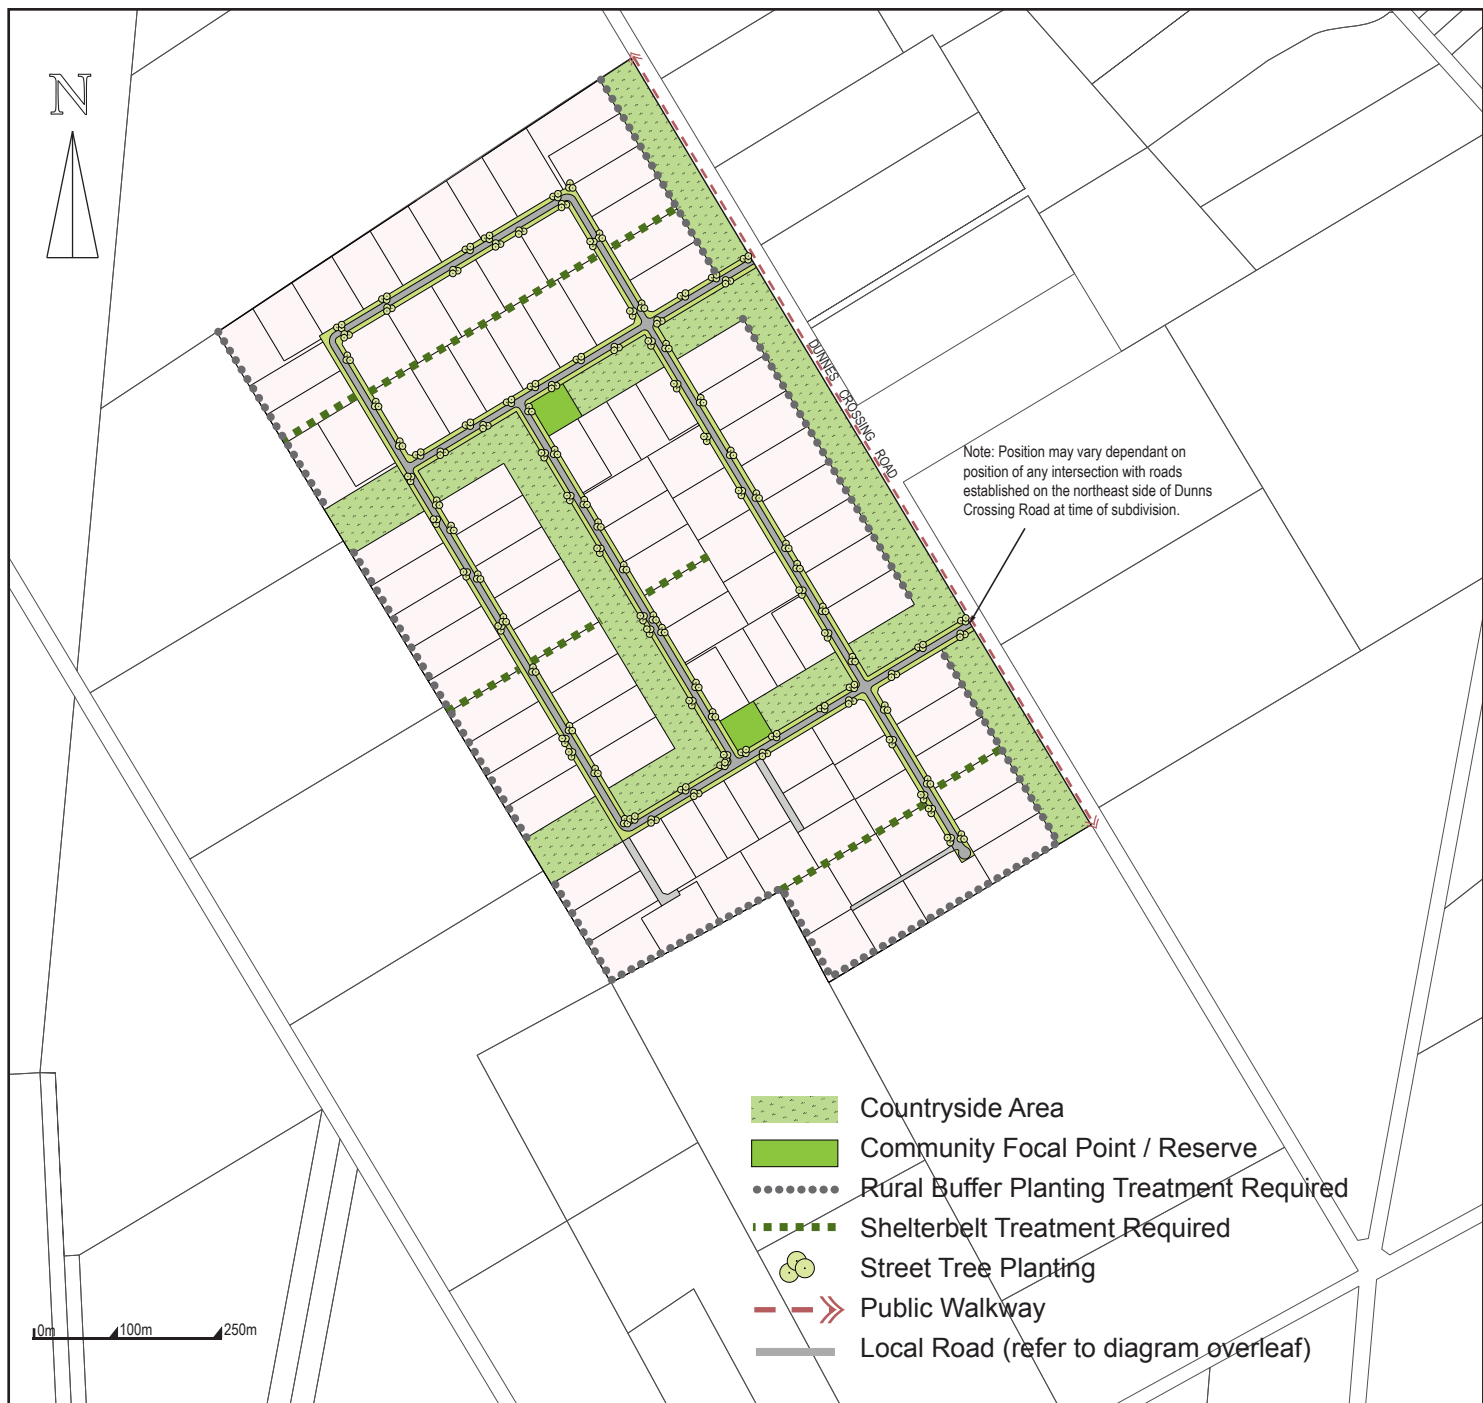 N
DUNNES CROSSING ROAD
Note: Position may vary dependant on
position of any intersection with roads
established on the northeast side of Dunns
Crossing Road at time of subdivision.
Countryside Area
Community Focal Point / Reserve
Rural Buffer Planting Treatment Required
Shelterbelt Treatment Required
Street Tree Planting
Public Walkway
Local Road (refer to diagram overleaf)
0m 100m 250m